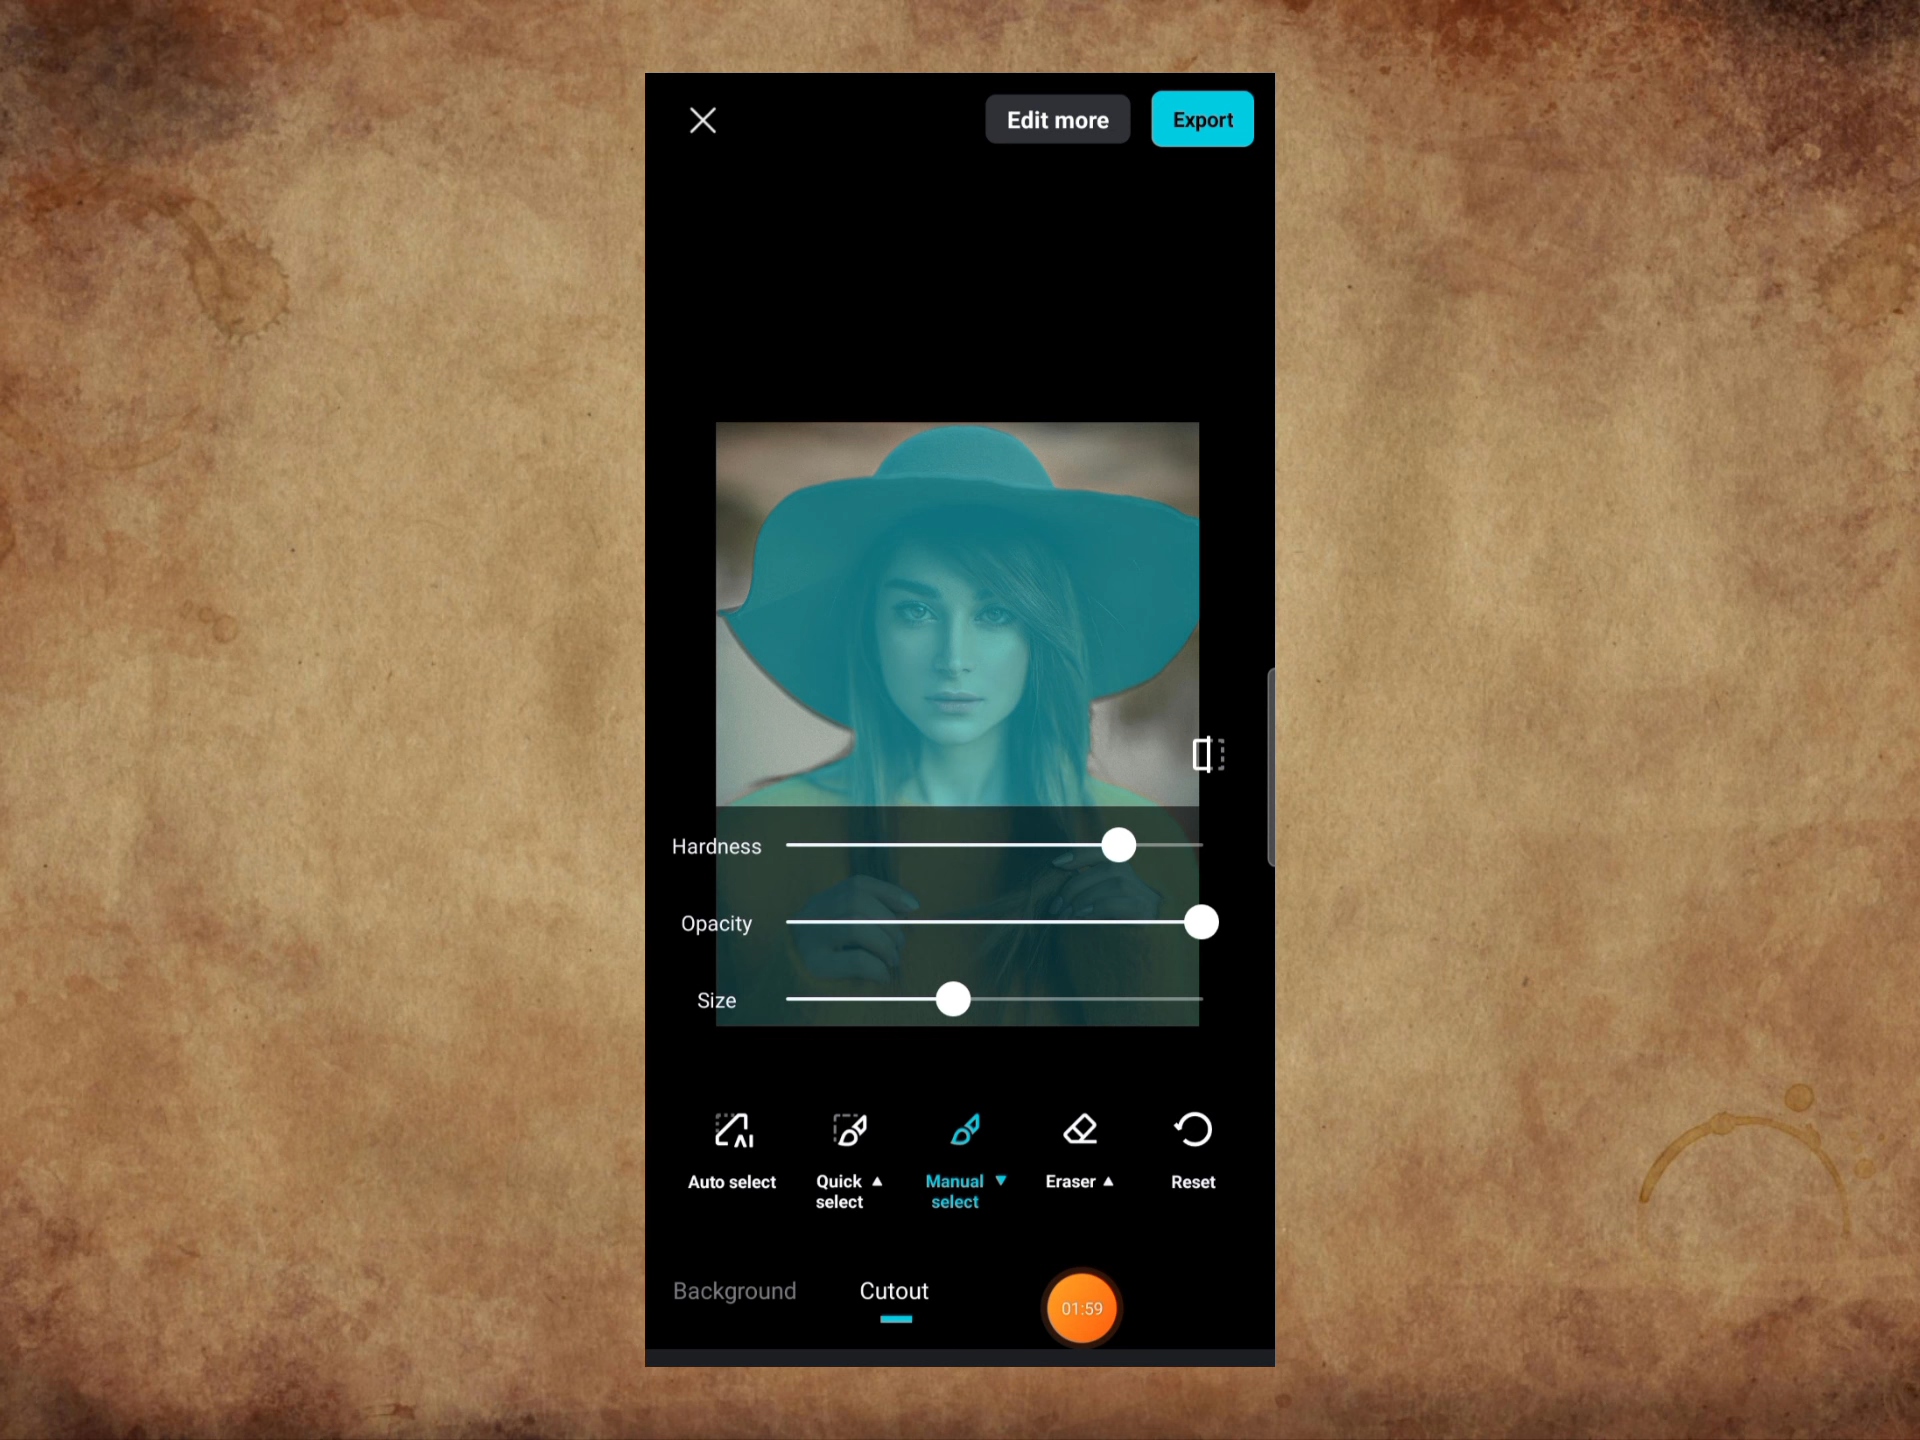 Edit more
Export
Hardness
Opacity
Size
Auto select
Quick ▲
select
Manual ▼
select
Eraser ▲
Reset
Background
Cutout
01:59